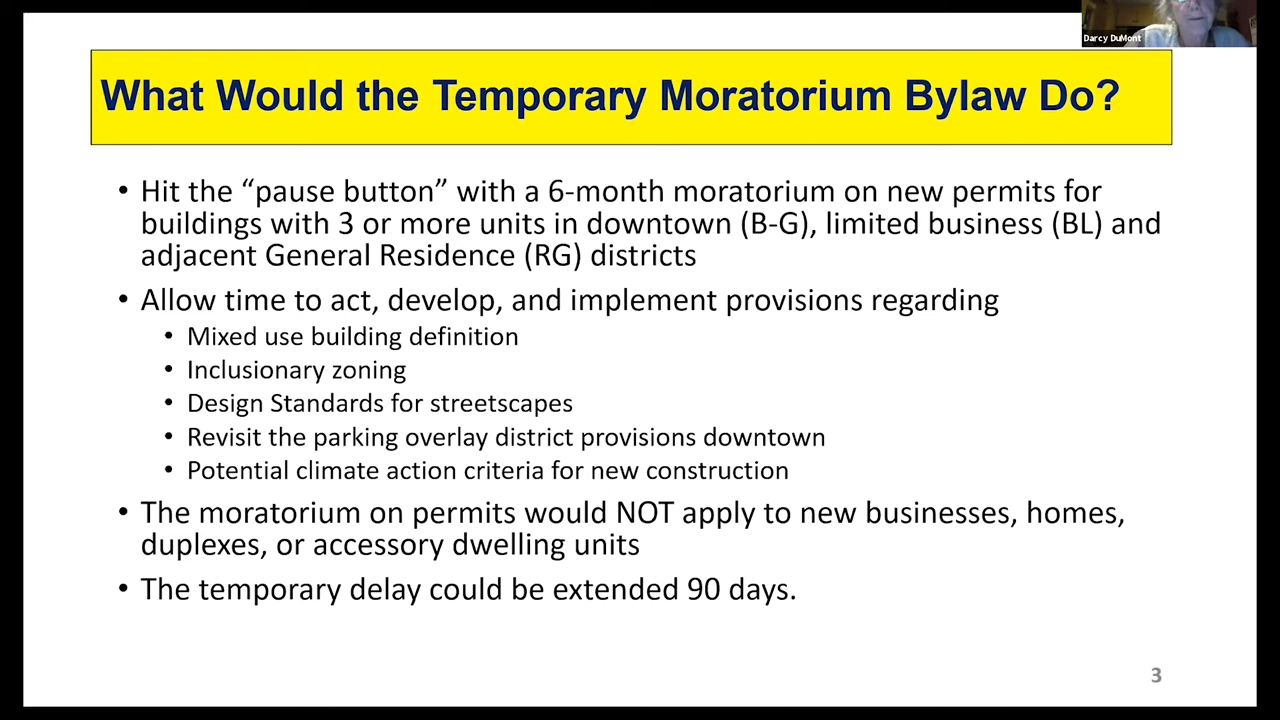 Darcy DuMont
What Would the Temporary Moratorium Bylaw Do?
• Hit the “pause button” with a 6-month moratorium on new permits for
buildings with 3 or more units in downtown (B-G), limited business (BL) and
adjacent General Residence (RG) districts
• Allow time to act, develop, and implement provisions regarding
• Mixed use building definition
• Inclusionary zoning
• Design Standards for streetscapes
• Revisit the parking overlay district provisions downtown
• Potential climate action criteria for new construction
• The moratorium on permits would NOT apply to new businesses, homes,
duplexes, or accessory dwelling units
• The temporary delay could be extended 90 days.
3